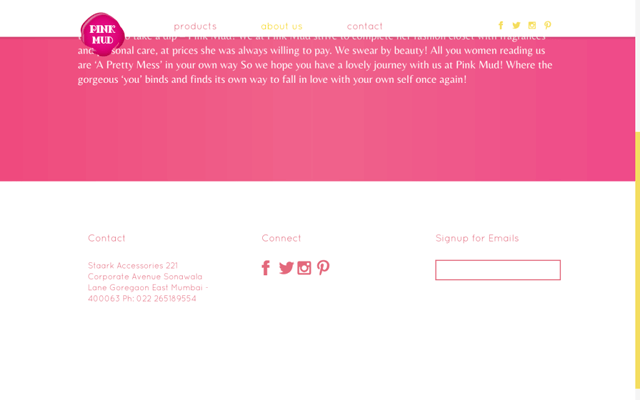 PINK
MUD
products
about us
contact
take a dip - Pink Mud! We at Pink Mud strive to complete her fashion closet with fragrances
and personal care, at prices she was always willing to pay. We swear by beauty! All you women reading us
are ‘A Pretty Mess’ in your own way So we hope you have a lovely journey with us at Pink Mud! Where the
gorgeous ‘you’ binds and finds its own way to fall in love with your own self once again!
Contact
Staark Accessories 221
Corporate Avenue Sonawala
Lane Goregaon East Mumbai -
400063 Ph: 022 265189554
Connect
Signup for Emails